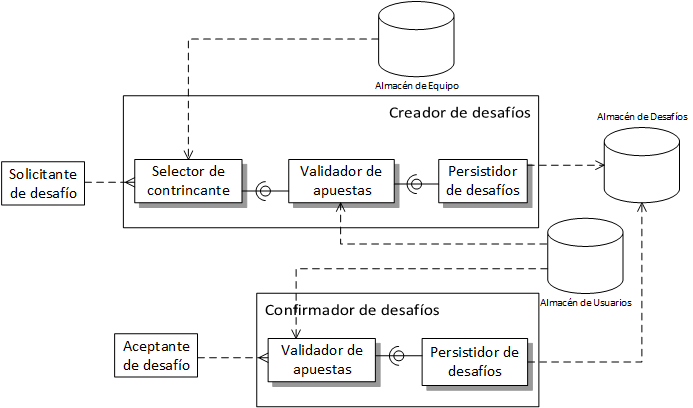 Almacén de Equipo
Creador de desafíos
Almacén de Desafíos
Solicitante
de desafío
Selector de
contrincante
Validador de
apuestas
Persistidor
de desafíos
Almacén de Usuarios
Confirmador de desafíos
Aceptante
de desafío
Validador de
apuestas
Persistidor de
desafíos